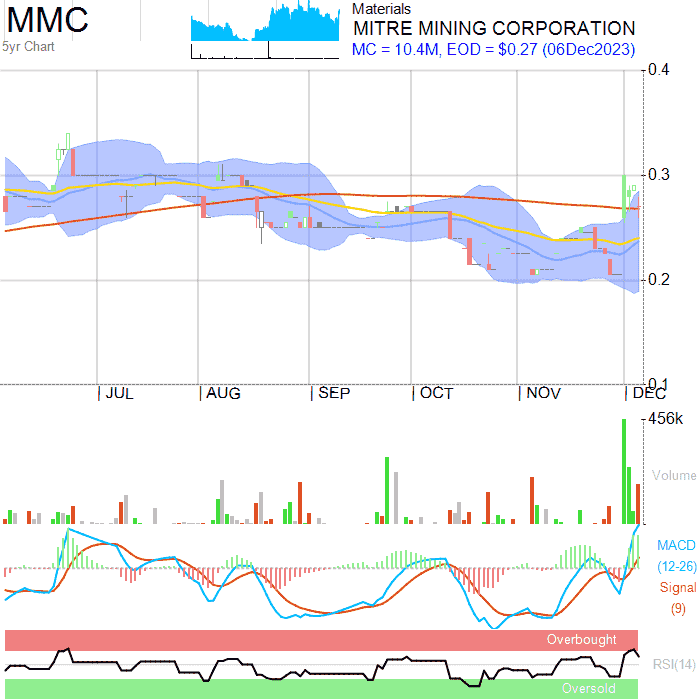 MMC
5yr Chart
Materials
MITRE MINING CORPORATION
MC = 10.4M, EOD = $0.27 (06Dec2023)
0.4
0.3
0.2
0.1
JUL
AUG
SEP
OCT
NOV
DEC
456k
Volume
MACD
(12-26)
Signal
(9)
Overbought
RSI(14)
Oversold